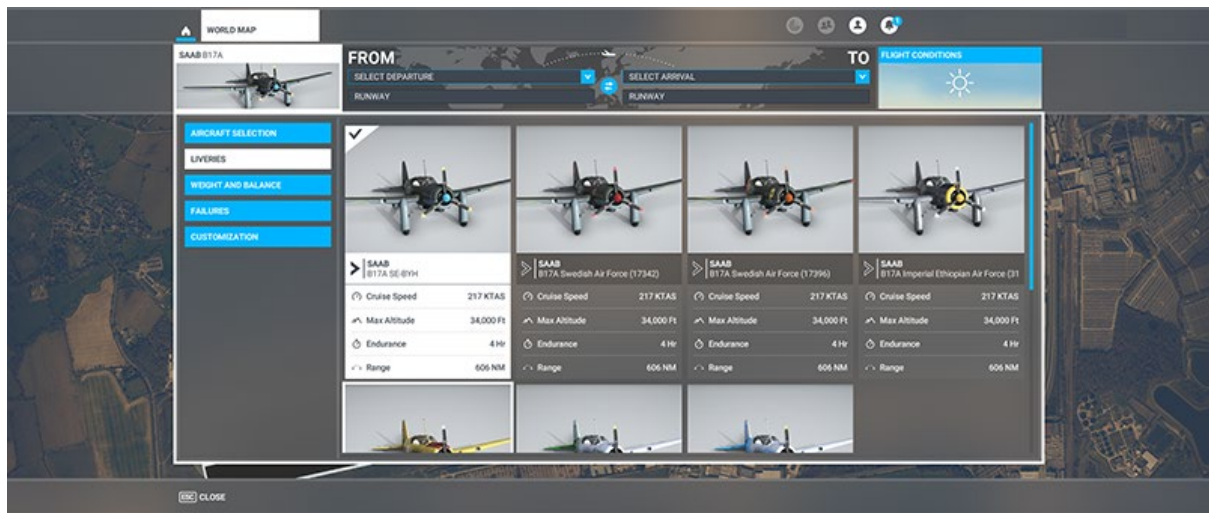 WORLD MAP
SAAB B17A
FROM
TO
SELECT DEPARTURE
SELECT ARRIVAL
RUNWAY
RUNWAY
FLIGHT CONDITIONS
AIRCRAFT SELECTION
LIVERIES
WEIGHT AND BALANCE
FAILURES
CUSTOMIZATION
SAAB
B17A SE-BYH
Cruise Speed 217 KTAS
Max Altitude 34,000 Ft
Endurance 4 Hr
Range 606 NM
SAAB
B17A Swedish Air Force (17342)
Cruise Speed 217 KTAS
Max Altitude 34,000 Ft
Endurance 4 Hr
Range 606 NM
SAAB
B17A Swedish Air Force (17396)
Cruise Speed 217 KTAS
Max Altitude 34,000 Ft
Endurance 4 Hr
Range 606 NM
SAAB
B17A Imperial Ethiopian Air Force (31
Cruise Speed 217 KTAS
Max Altitude 34,000 Ft
Endurance 4 Hr
Range 606 NM
ESC CLOSE